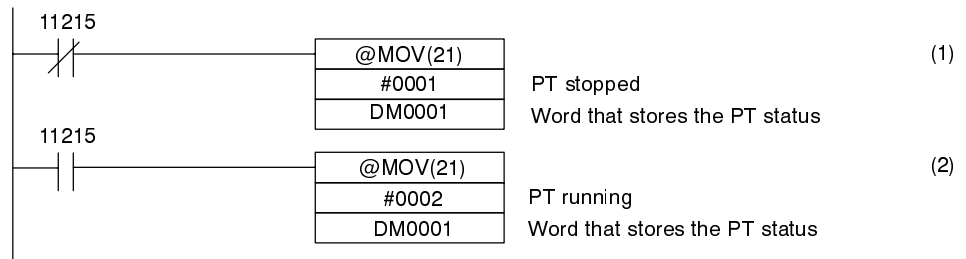 11215
@MOV(21) (1)
#0001 PT stopped
DM0001 Word that stores the PT status
11215
@MOV(21) (2)
#0002 PT running
DM0001 Word that stores the PT status